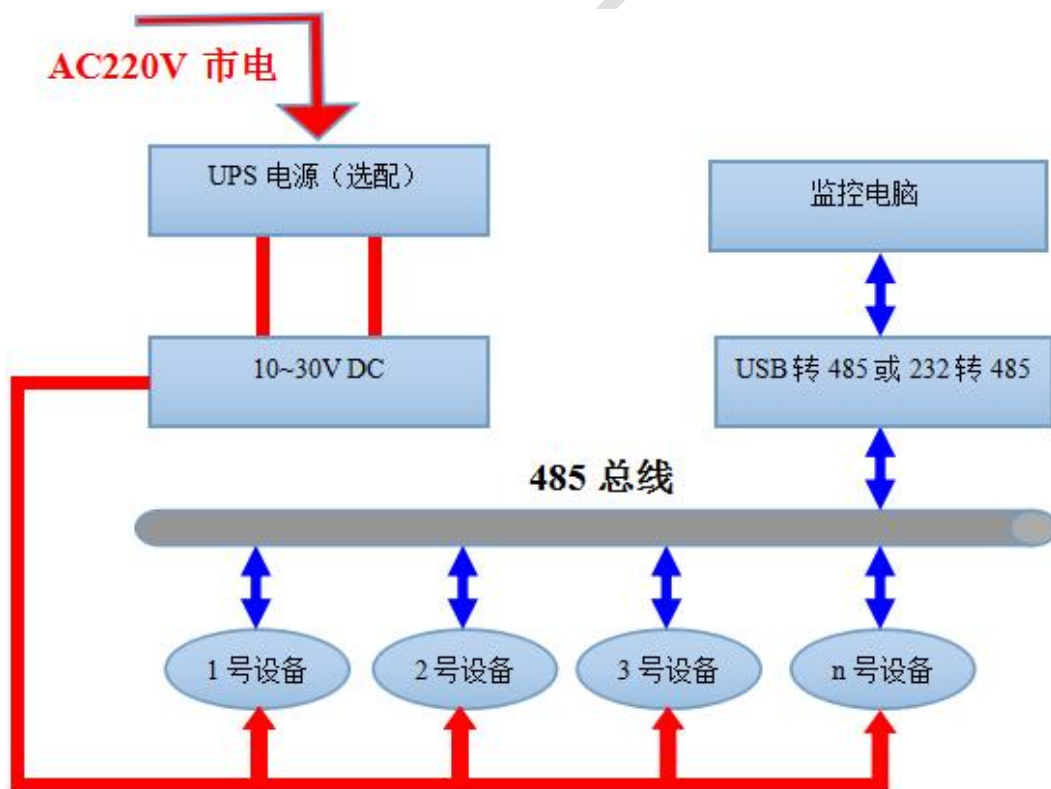 AC220V 市电
UPS 电源（选配）
监控电脑
10~30V DC
USB 转 485 或 232 转 485
485 总线
1 号设备
2 号设备
3 号设备
n 号设备